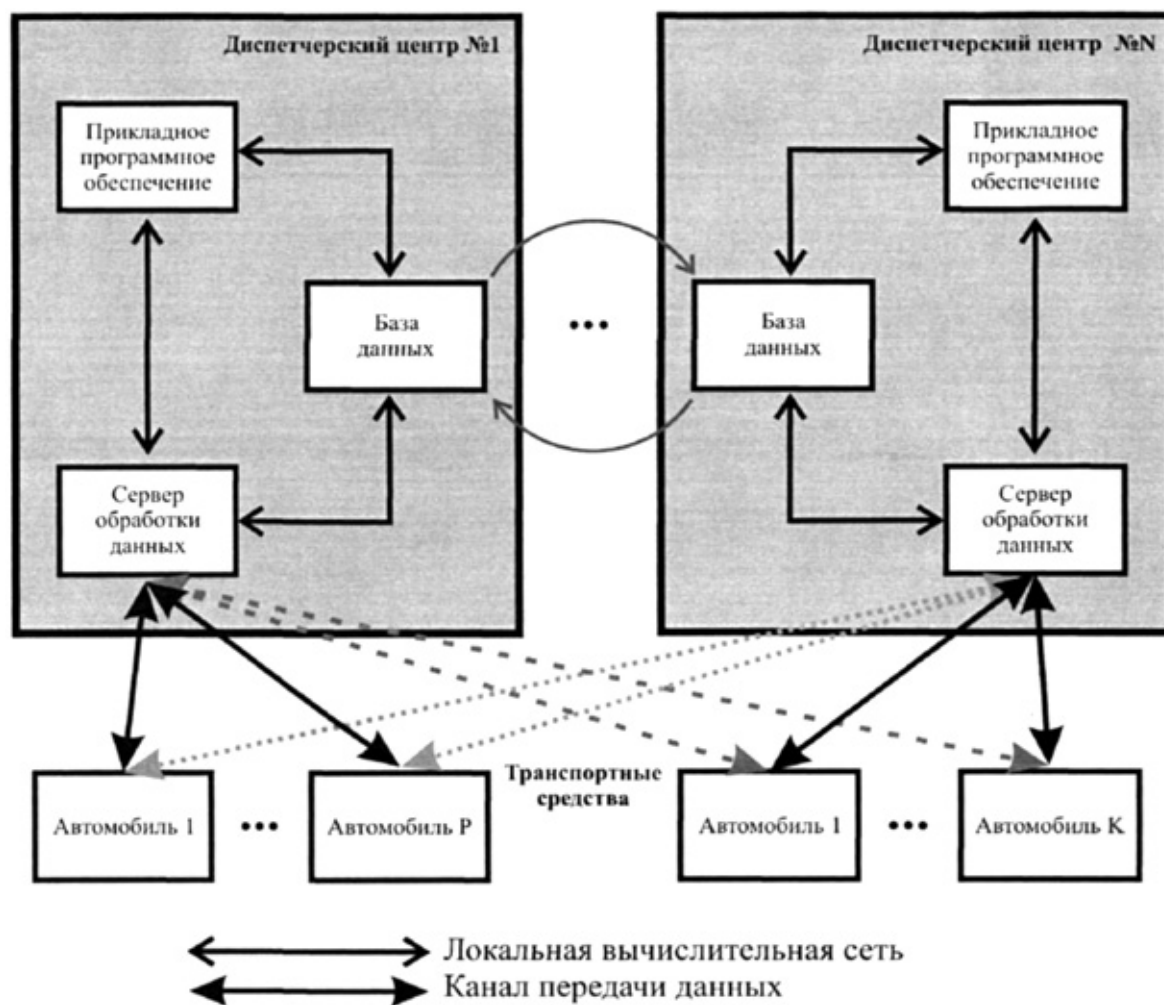 Диспетчерский центр №1
Прикладное
программное
обеспечение
База
данных
Сервер
обработки
данных
Диспетчерский центр №N
Прикладное
программное
обеспечение
База
данных
Сервер
обработки
данных
•••
Транспортные
средства
Автомобиль 1
•••
Автомобиль P
Автомобиль 1
•••
Автомобиль K
Локальная вычислительная сеть
Канал передачи данных